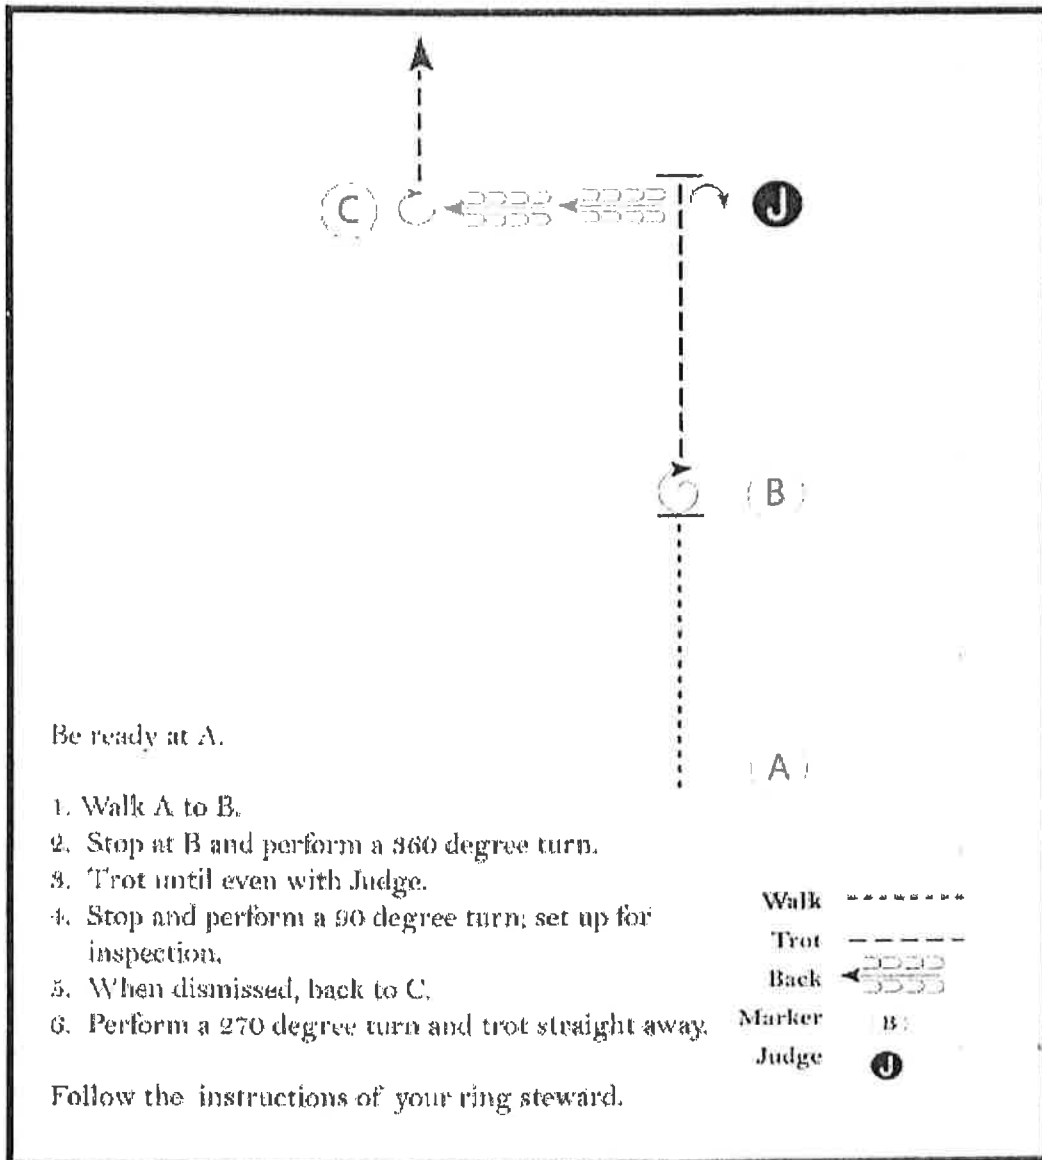 C
J
B
A
Be ready at A.
1. Walk A to B.
2. Stop at B and perform a 360 degree turn.
3. Trot until even with Judge.
4. Stop and perform a 90 degree turn; set up for
inspection.
5. When dismissed, back to C.
6. Perform a 270 degree turn and trot straight away.
Follow the instructions of your ring steward.
Walk
Trot
Back
Marker B
Judge J